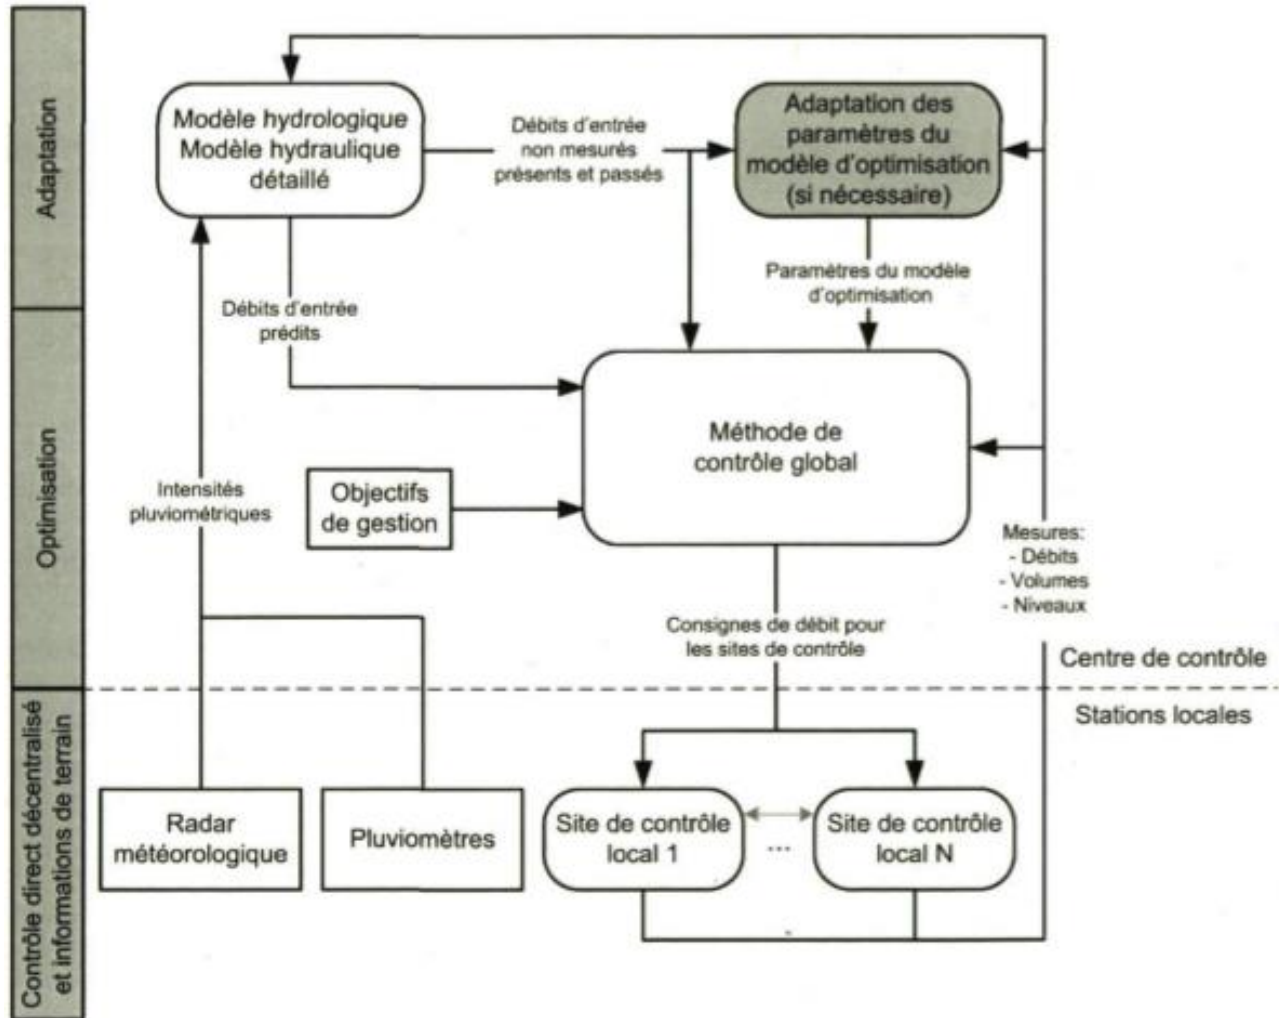 Adaptation
Optimisation
Contrôle direct décentralisé
et informations de terrain
Modèle hydrologique
Modèle hydraulique
détaillé
Débits d'entrée
non mesurés
présents et passés
Adaptation des
paramètres du
modèle d'optimisation
(si nécessaire)
Débits d'entrée
prédits
Paramètres du modèle
d'optimisation
Méthode de
contrôle global
Intensités
pluviométriques
Objectifs
de gestion
Mesures:
- Débits
- Volumes
- Niveaux
Consignes de débit pour
les sites de contrôle
Centre de contrôle
Stations locales
Radar
météorologique
Pluviomètres
Site de contrôle
local 1
...
Site de contrôle
local N